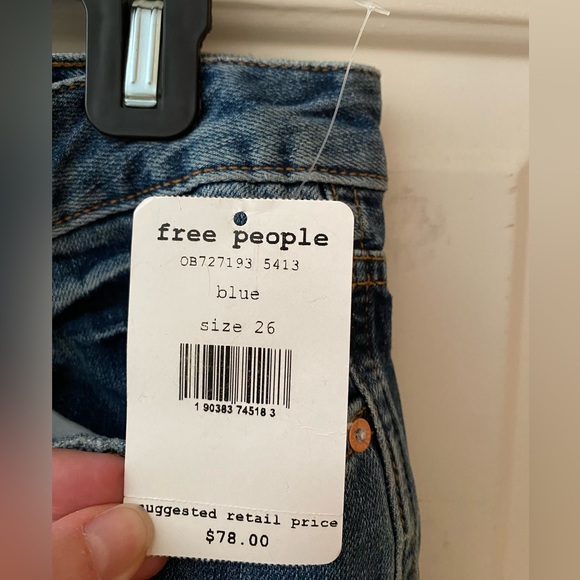 free people
OB727193 5413
blue
size 26
1 90383 74518 3
suggested retail price
$78.00